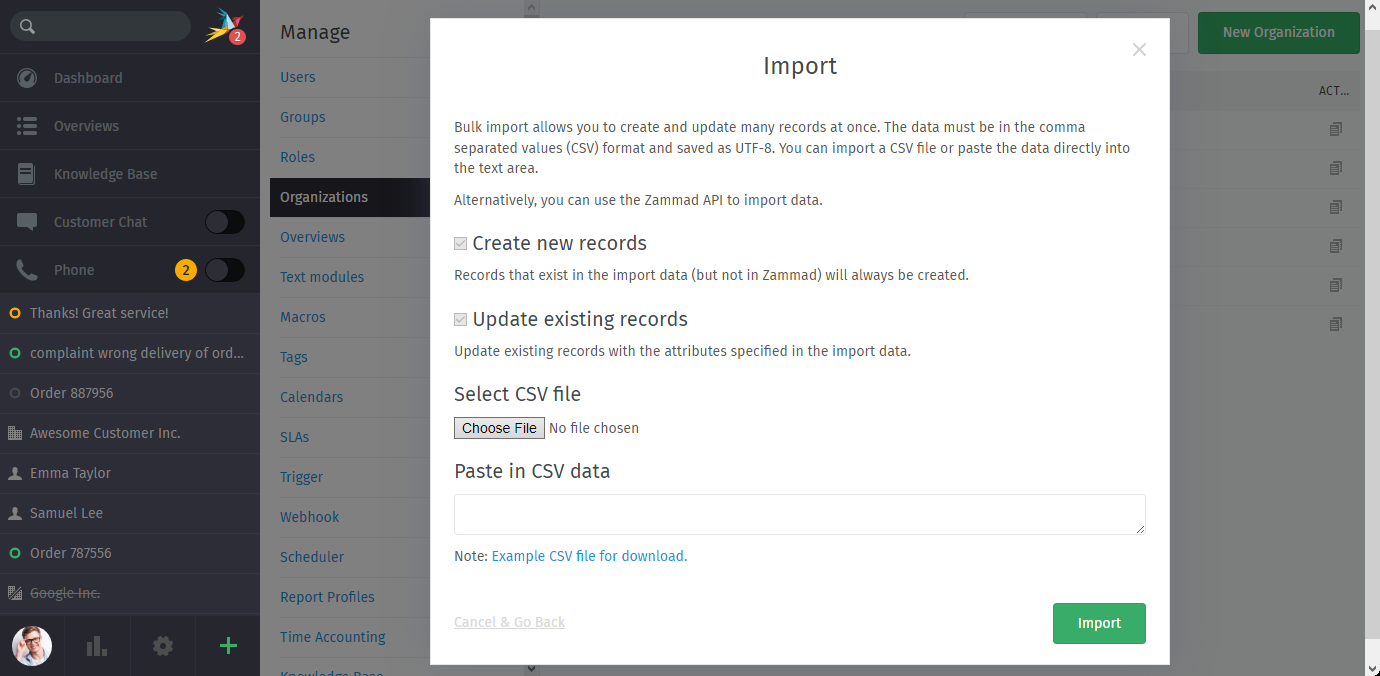 2
Dashboard
Overviews
Knowledge Base
Customer Chat
Phone 2
Thanks! Great service!
complaint wrong delivery of ord...
Order 887956
Awesome Customer Inc.
Emma Taylor
Samuel Lee
Order 787556
Google Inc.
Manage
Users
Groups
Roles
Organizations
Overviews
Text modules
Macros
Tags
Calendars
SLAs
Trigger
Webhook
Scheduler
Report Profiles
Time Accounting
Knowledge Base
New Organization
ACT...
Import
Bulk import allows you to create and update many records at once. The data must be in the comma
separated values (CSV) format and saved as UTF-8. You can import a CSV file or paste the data directly into
the text area.
Alternatively, you can use the Zammad API to import data.
Create new records
Records that exist in the import data (but not in Zammad) will always be created.
Update existing records
Update existing records with the attributes specified in the import data.
Select CSV file
Choose File No file chosen
Paste in CSV data
Note: Example CSV file for download.
Cancel & Go Back
Import